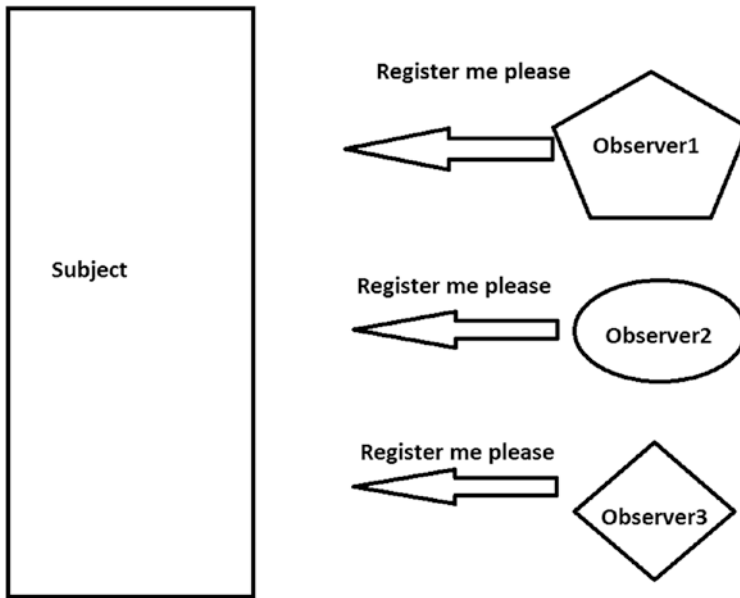 Register me please
Observer1
Subject
Register me please
Observer2
Register me please
Observer3